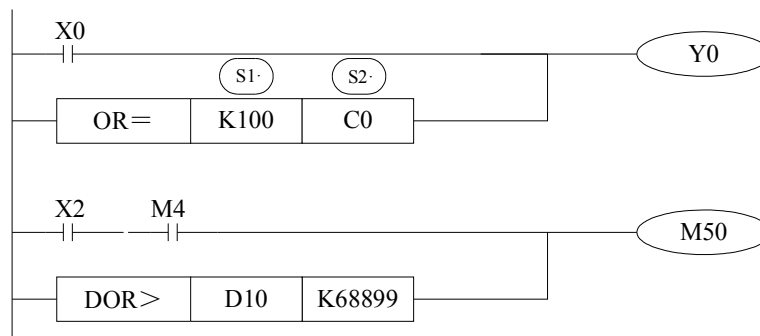 X0
Y0
S1· S2·
OR＝ K100 C0
X2 M4
M50
DOR> D10 K68899